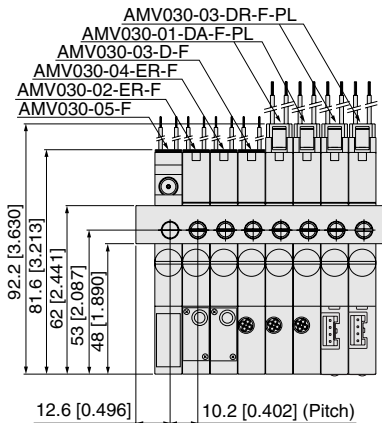 AMV030-03-DR-F-PL
AMV030-01-DA-F-PL
AMV030-03-D-F
AMV030-04-ER-F
AMV030-02-ER-F
AMV030-05-F
92.2 [3.630]
81.6 [3.213]
62 [2.441]
53 [2.087]
48 [1.890]
12.6 [0.496]
10.2 [0.402] (Pitch)